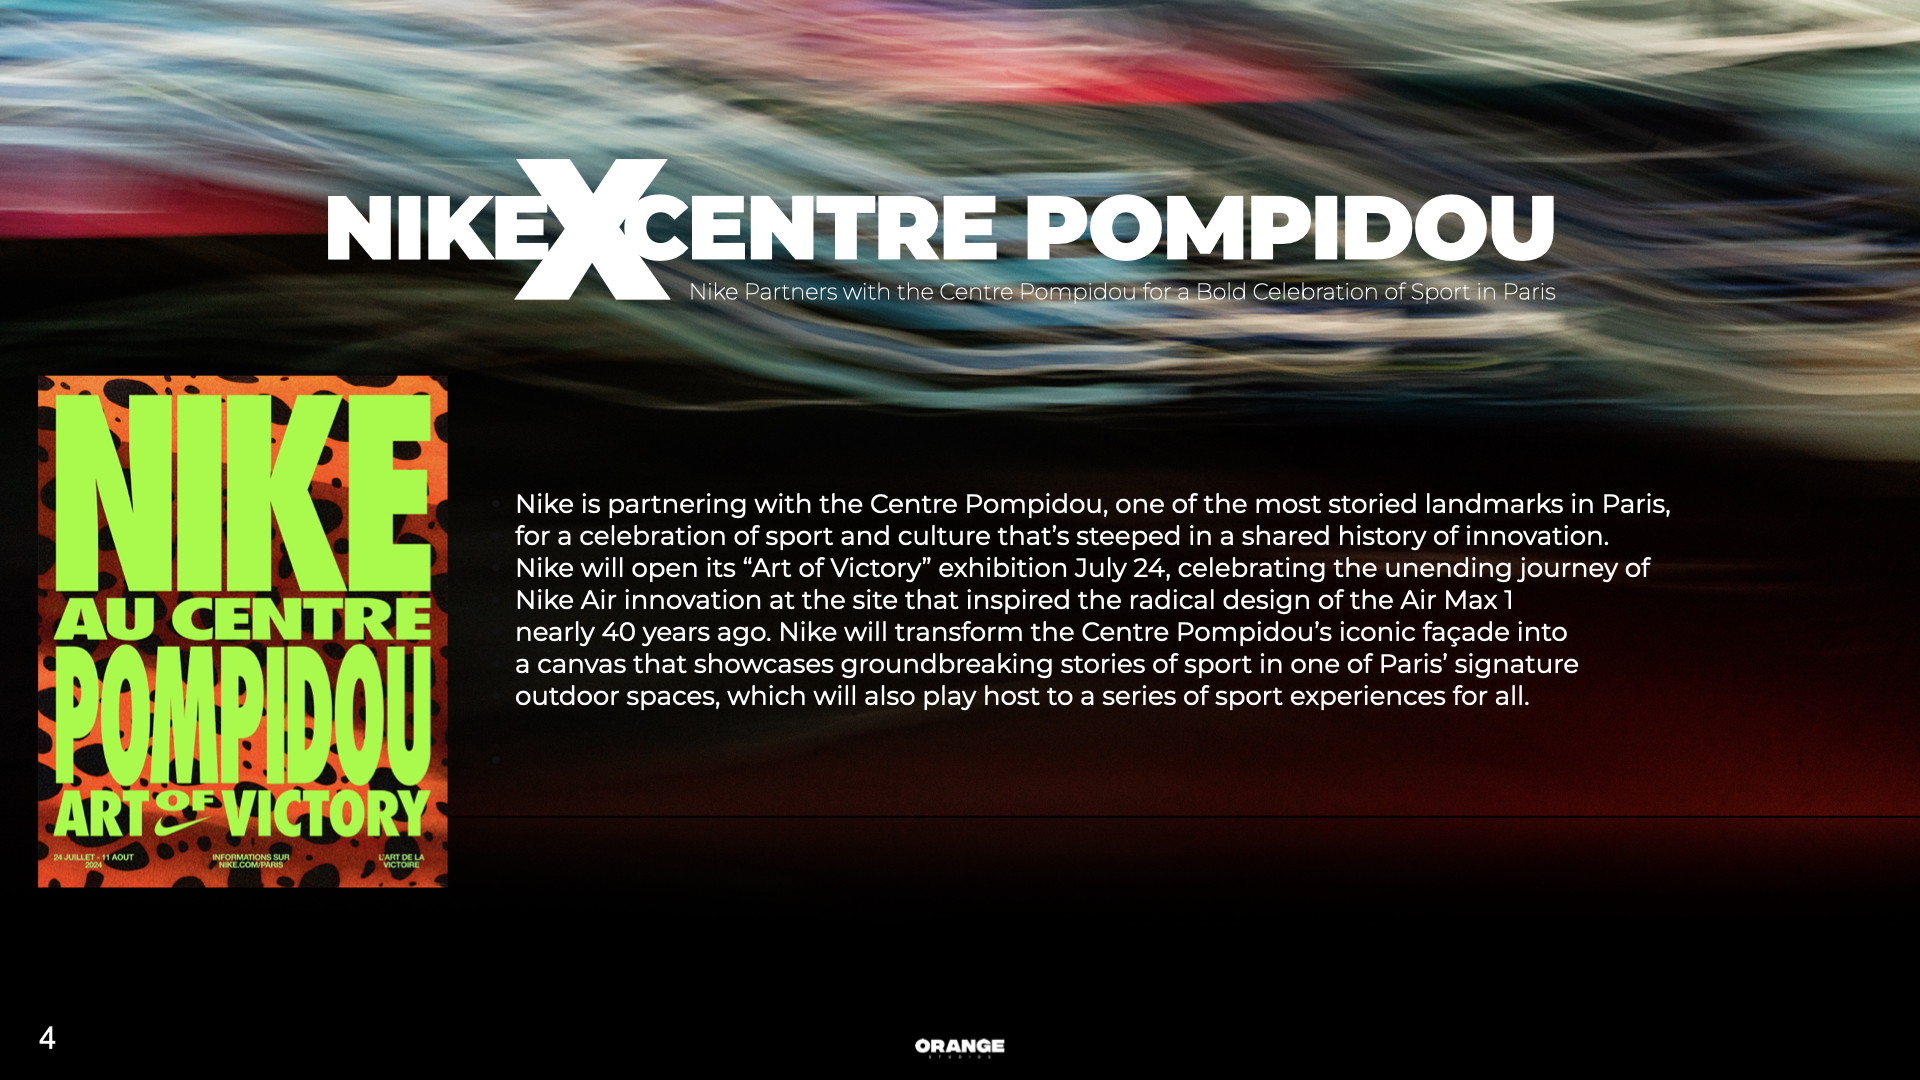 NIKE X CENTRE POMPIDOU
Nike Partners with the Centre Pompidou for a Bold Celebration of Sport in Paris
NIKE
AU CENTRE
POMPIDOU
ART OF VICTORY
24 JUILLET - 11 AOUT
2024
INFORMATIONS SUR
NIKE.COM/PARIS
L'ART DE LA
VICTOIRE
Nike is partnering with the Centre Pompidou, one of the most storied landmarks in Paris,
for a celebration of sport and culture that’s steeped in a shared history of innovation.
Nike will open its “Art of Victory” exhibition July 24, celebrating the unending journey of
Nike Air innovation at the site that inspired the radical design of the Air Max 1
nearly 40 years ago. Nike will transform the Centre Pompidou’s iconic façade into
a canvas that showcases groundbreaking stories of sport in one of Paris’ signature
outdoor spaces, which will also play host to a series of sport experiences for all.
4
ORANGE
STUDIOS